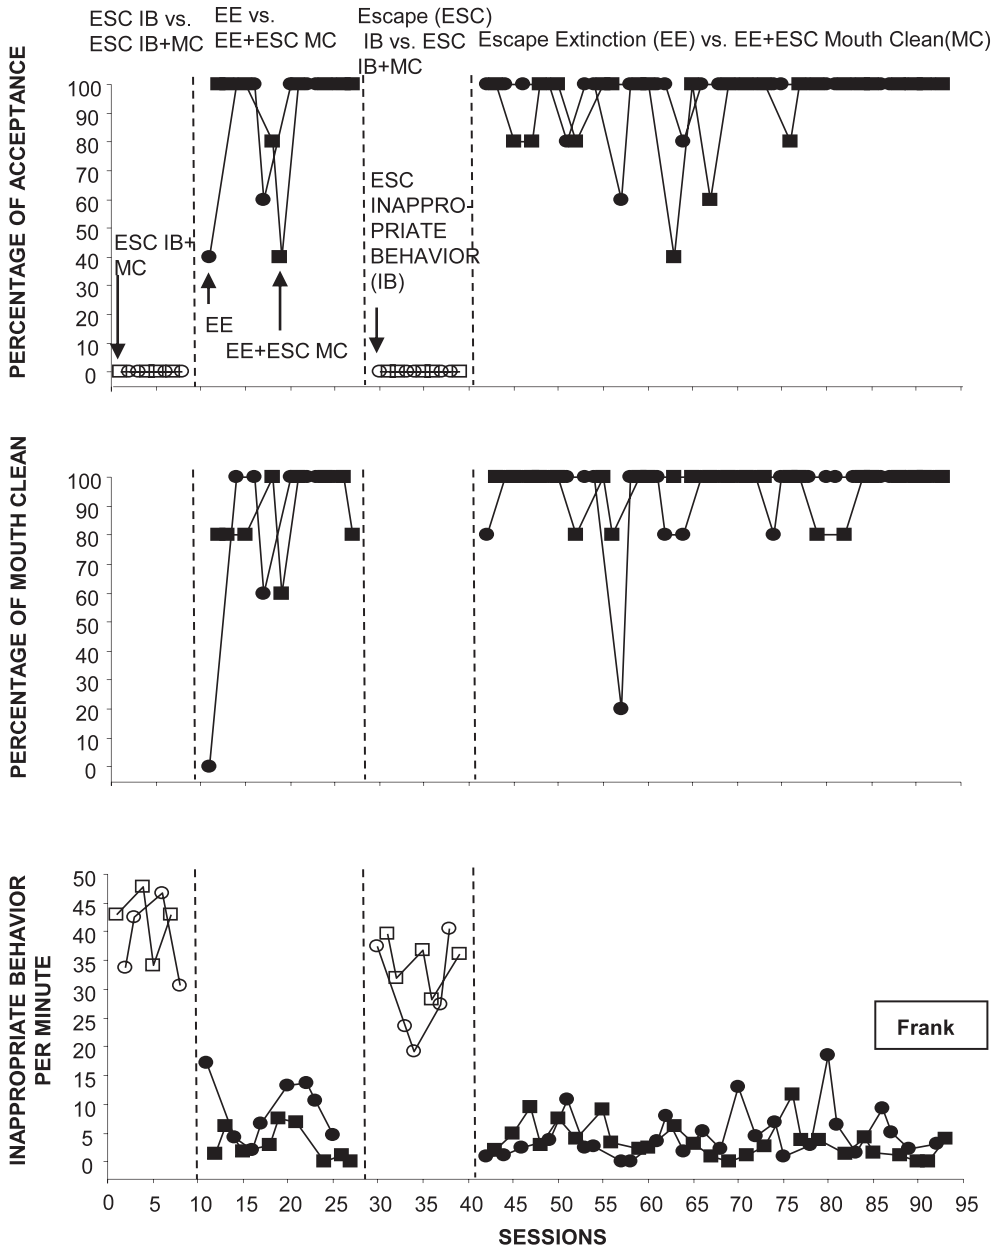 ESC IB vs.
ESC IB+MC
EE vs.
EE+ESC MC
Escape (ESC)
IB vs. ESC
IB+MC
Escape Extinction (EE) vs. EE+ESC Mouth Clean(MC)
PERCENTAGE OF ACCEPTANCE
100
90
80
70
60
50
40
30
20
10
0
ESC IB+
MC
EE
EE+ESC MC
ESC
INAPPRO-
PRIATE
BEHAVIOR
(IB)
PERCENTAGE OF MOUTH CLEAN
100
90
80
70
60
50
40
30
20
10
0
INAPPROPRIATE BEHAVIOR
PER MINUTE
50
45
40
35
30
25
20
15
10
5
0
Frank
0 5 10 15 20 25 30 35 40 45 50 55 60 65 70 75 80 85 90 95
SESSIONS